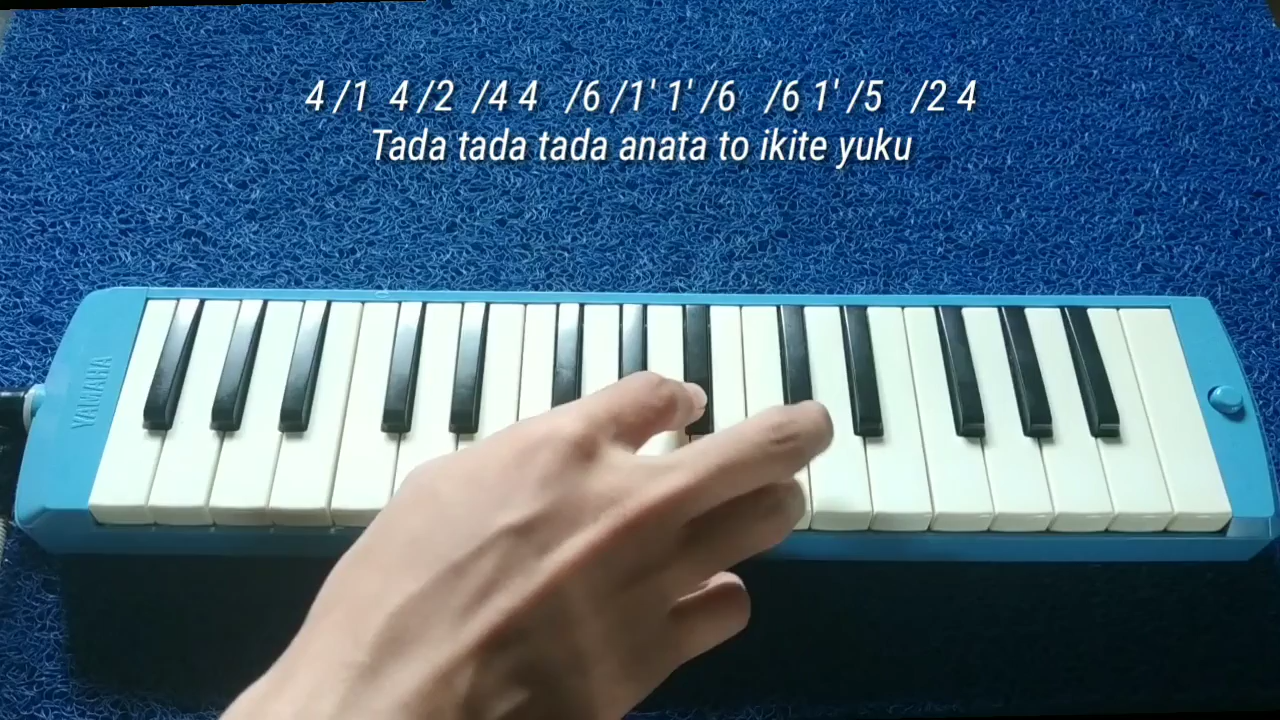 4 /1 4 /2 /4 4 /6 /1' 1' /6 /6 1' /5 /2 4
Tada tada tada anata to ikite yuku
YAMAHA